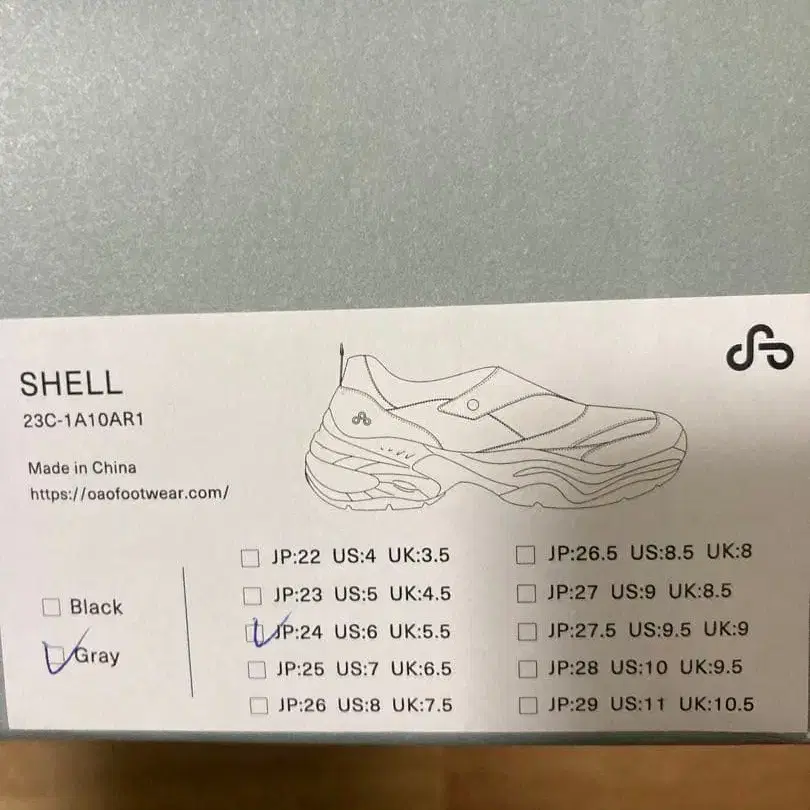 SHELL
23C-1A10AR1
Made in China
https://oaofootwear.com/
Black
Gray
JP:22 US:4 UK:3.5
JP:23 US:5 UK:4.5
JP:24 US:6 UK:5.5
JP:25 US:7 UK:6.5
JP:26 US:8 UK:7.5
JP:26.5 US:8.5 UK:8
JP:27 US:9 UK:8.5
JP:27.5 US:9.5 UK:9
JP:28 US:10 UK:9.5
JP:29 US:11 UK:10.5